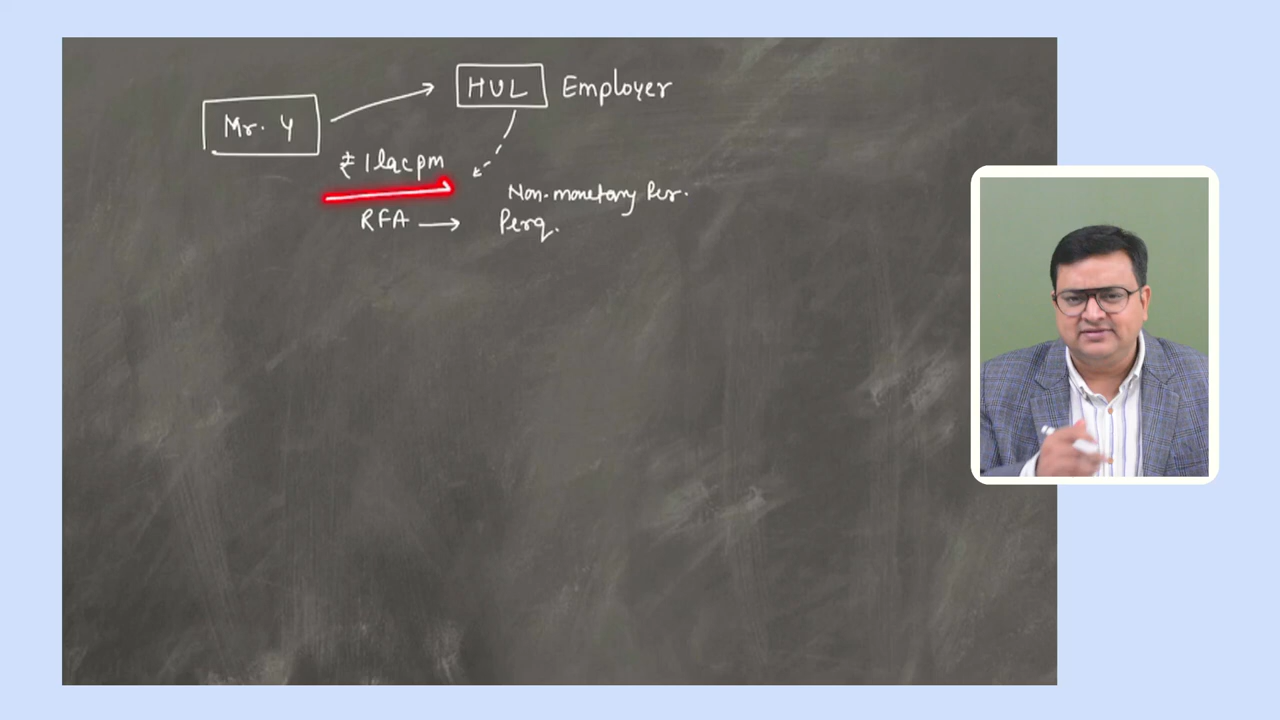 HUL Employer
Mr. Y
₹ 1 lac pm
Non-monetary Per.
RFA → Perq.